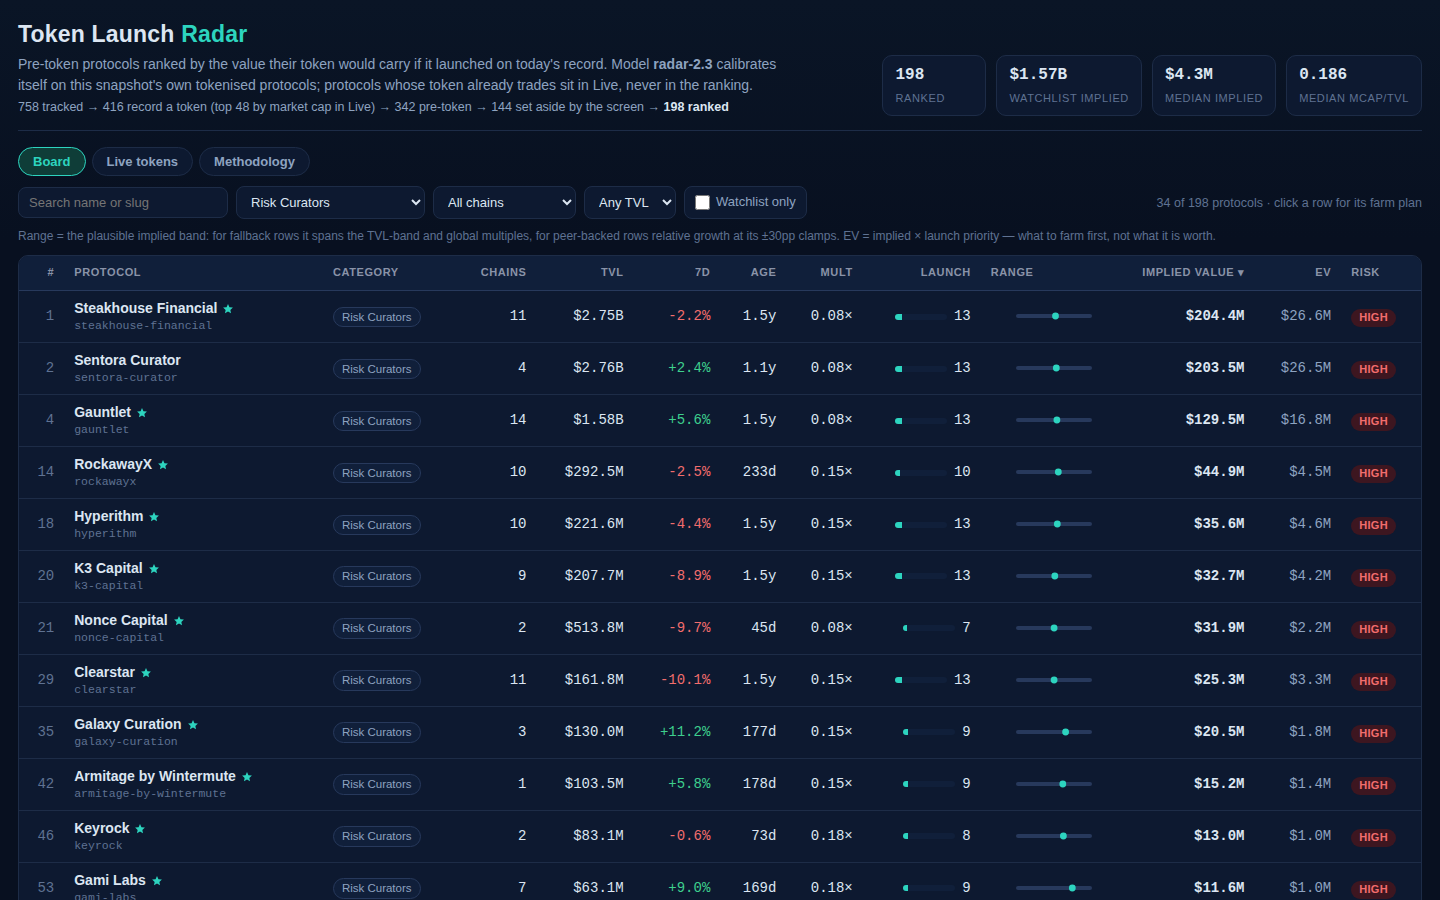 Token Launch Radar
Pre-token protocols ranked by the value their token would carry if it launched on today's record. Model radar-2.3 calibrates
itself on this snapshot's own tokenised protocols; protocols whose token already trades sit in Live, never in the ranking.
758 tracked → 416 record a token (top 48 by market cap in Live) → 342 pre-token → 144 set aside by the screen → 198 ranked
198
RANKED
$1.57B
WATCHLIST IMPLIED
$4.3M
MEDIAN IMPLIED
0.186
MEDIAN MCAP/TVL
Board Live tokens Methodology
Search name or slug Risk Curators All chains Any TVL Watchlist only 34 of 198 protocols · click a row for its farm plan
Range = the plausible implied band: for fallback rows it spans the TVL-band and global multiples, for peer-backed rows relative growth at its ±30pp clamps. EV = implied × launch priority — what to farm first, not what it is worth.
# PROTOCOL CATEGORY CHAINS TVL 7D AGE MULT LAUNCH RANGE IMPLIED VALUE ▾ EV RISK
1 Steakhouse Financial ★ Risk Curators 11 $2.75B -2.2% 1.5y 0.08× 13 $204.4M $26.6M HIGH
steakhouse-financial
2 Sentora Curator Risk Curators 4 $2.76B +2.4% 1.1y 0.08× 13 $203.5M $26.5M HIGH
sentora-curator
4 Gauntlet ★ Risk Curators 14 $1.58B +5.6% 1.5y 0.08× 13 $129.5M $16.8M HIGH
gauntlet
14 RockawayX ★ Risk Curators 10 $292.5M -2.5% 233d 0.15× 10 $44.9M $4.5M HIGH
rockawayx
18 Hyperithm ★ Risk Curators 10 $221.6M -4.4% 1.5y 0.15× 13 $35.6M $4.6M HIGH
hyperithm
20 K3 Capital ★ Risk Curators 9 $207.7M -8.9% 1.5y 0.15× 13 $32.7M $4.2M HIGH
k3-capital
21 Nonce Capital ★ Risk Curators 2 $513.8M -9.7% 45d 0.08× 7 $31.9M $2.2M HIGH
nonce-capital
29 Clearstar ★ Risk Curators 11 $161.8M -10.1% 1.5y 0.15× 13 $25.3M $3.3M HIGH
clearstar
35 Galaxy Curation ★ Risk Curators 3 $130.0M +11.2% 177d 0.15× 9 $20.5M $1.8M HIGH
galaxy-curation
42 Armitage by Wintermute ★ Risk Curators 1 $103.5M +5.8% 178d 0.15× 9 $15.2M $1.4M HIGH
armitage-by-wintermute
46 Keyrock ★ Risk Curators 2 $83.1M -0.6% 73d 0.18× 8 $13.0M $1.0M HIGH
keyrock
53 Gami Labs ★ Risk Curators 7 $63.1M +9.0% 169d 0.18× 9 $11.6M $1.0M HIGH
gami-labs